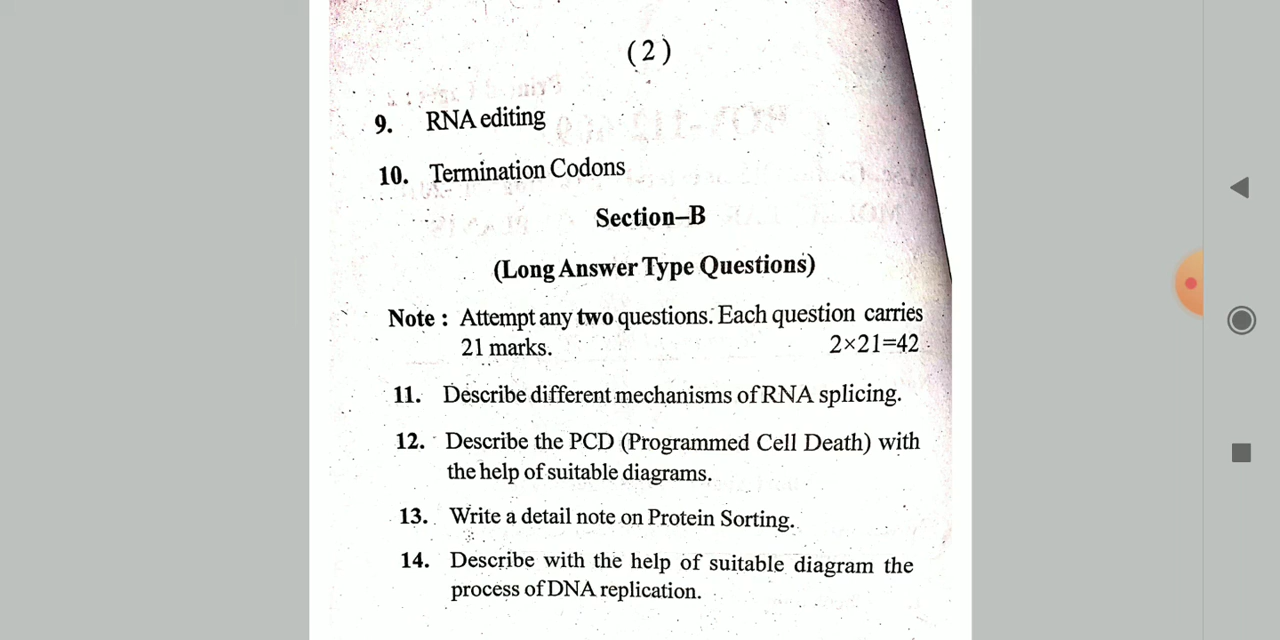 (2)
9. RNA editing
10. Termination Codons
Section–B
(Long Answer Type Questions)
Note : Attempt any two questions. Each question carries
21 marks. 2×21=42
11. Describe different mechanisms of RNA splicing.
12. Describe the PCD (Programmed Cell Death) with
the help of suitable diagrams.
13. Write a detail note on Protein Sorting.
14. Describe with the help of suitable diagram the
process of DNA replication.